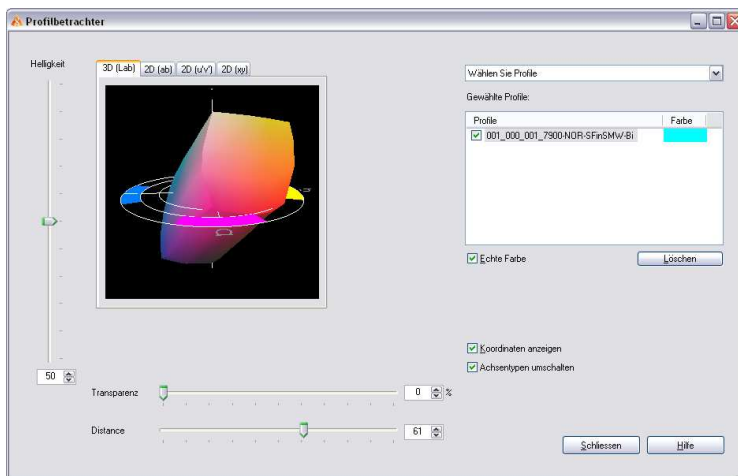 Profilbetrachter
Helligkeit
3D (Lab) 2D (ab) 2D (u'v') 2D (xy)
Wählen Sie Profile
Gewählte Profile:
Profile Farbe
001_000_001_7900-NOR-SFinSMW-Bi
Echte Farbe Löschen
Koordinaten anzeigen
Achsentypen umschalten
50
Transparenz 0 %
Distance 61
Schliessen Hilfe